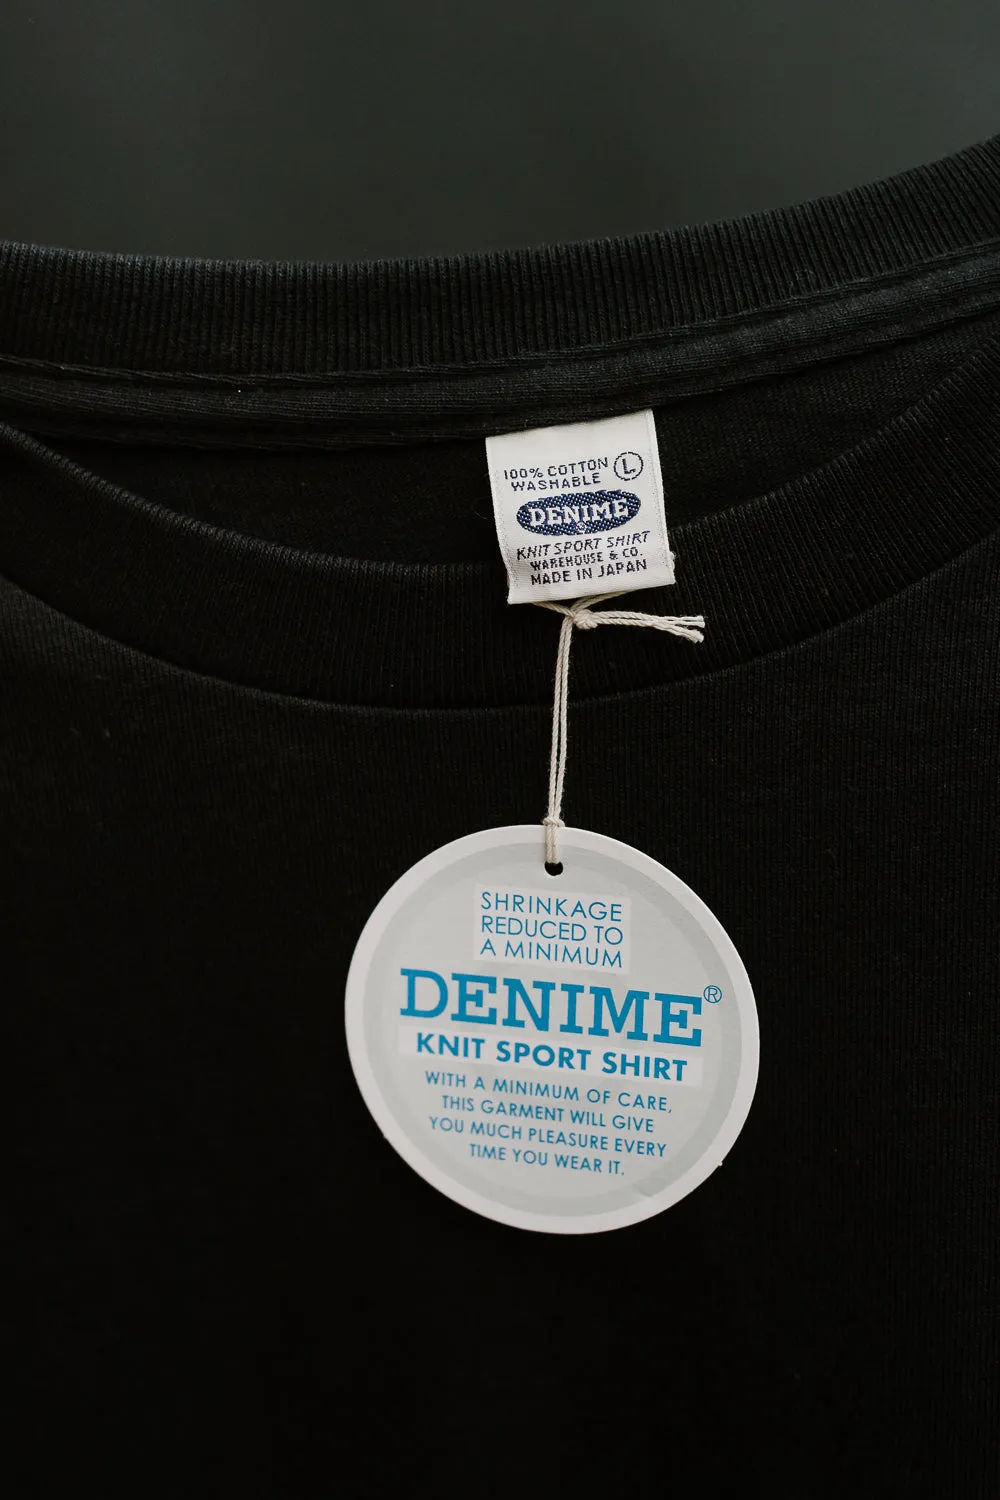 100% COTTON L
WASHABLE
DENIME
®
KNIT SPORT SHIRT
WAREHOUSE & CO.
MADE IN JAPAN
SHRINKAGE
REDUCED TO
A MINIMUM
DENIME®
KNIT SPORT SHIRT
WITH A MINIMUM OF CARE,
THIS GARMENT WILL GIVE
YOU MUCH PLEASURE EVERY
TIME YOU WEAR IT.